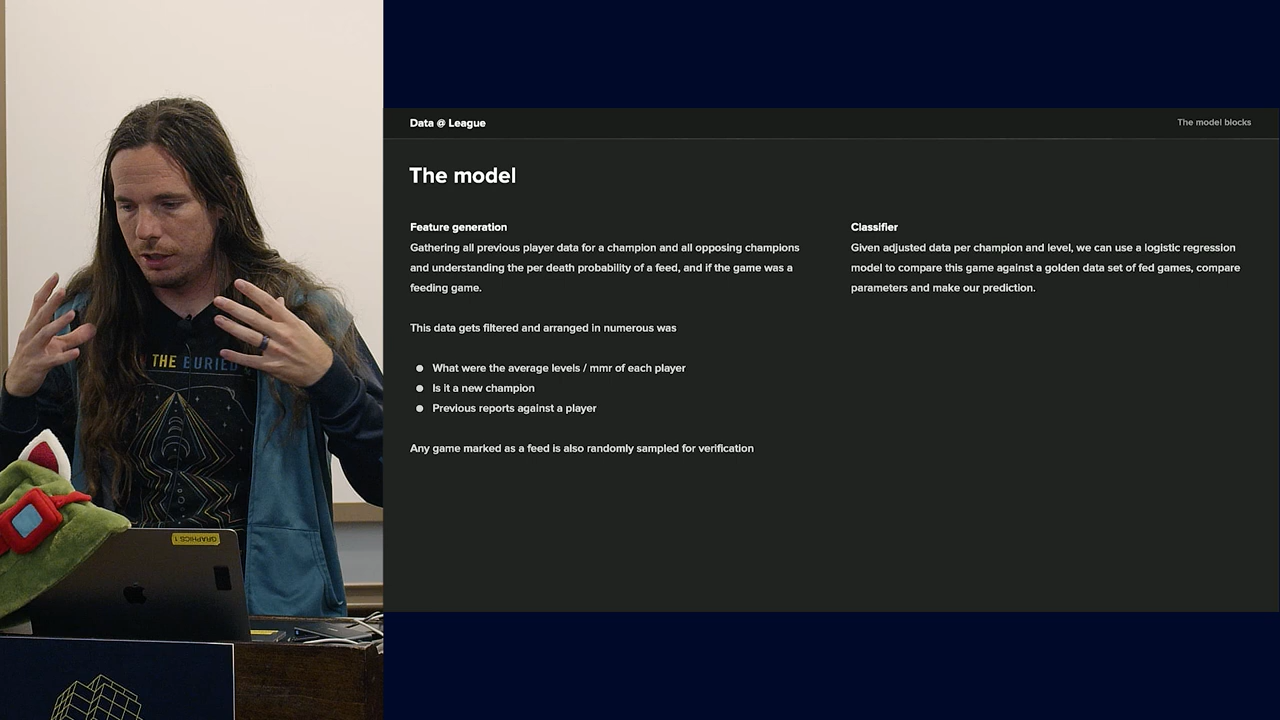 Data @ League
The model blocks
The model
Feature generation
Gathering all previous player data for a champion and all opposing champions
and understanding the per death probability of a feed, and if the game was a
feeding game.
This data gets filtered and arranged in numerous was
What were the average levels / mmr of each player
Is it a new champion
Previous reports against a player
Any game marked as a feed is also randomly sampled for verification
Classifier
Given adjusted data per champion and level, we can use a logistic regression
model to compare this game against a golden data set of fed games, compare
parameters and make our prediction.
THE BURIED
GRAPHICS 1